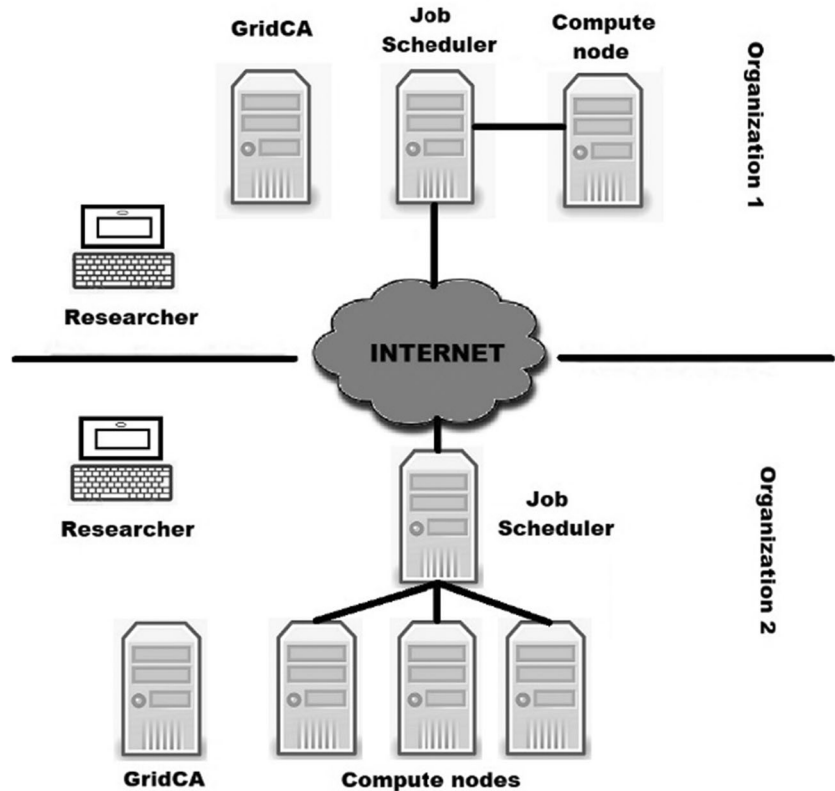 GridCA
Job
Scheduler
Compute
node
Organization 1
Researcher
INTERNET
Researcher
Job
Scheduler
Organization 2
GridCA
Compute nodes